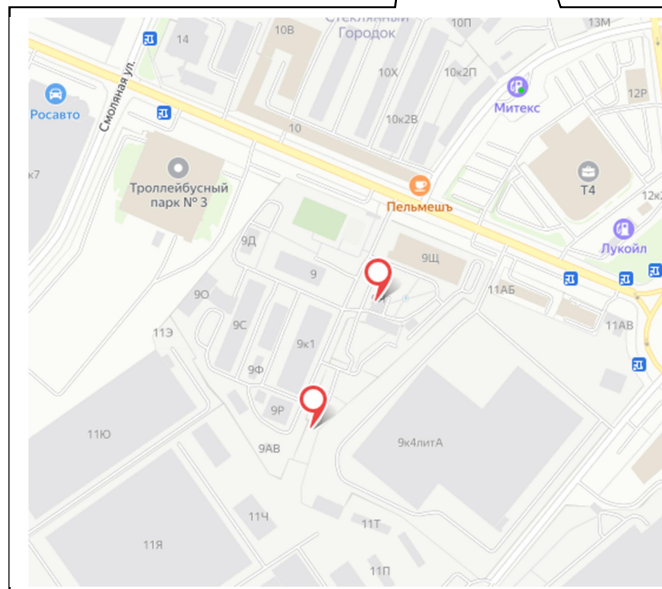 Стеклянный
Городок
10П
13М
14
10В
Смоляная ул.
10Х
10к2П
Росавто
Митекс
12Р
10к2В
к7
10
Троллейбусный
парк № 3
Т4
Пельмешъ
12к2
Лукойл
9Д
9Щ
9
9О
11АБ
9С
11Э
11АВ
9к1
9Ф
9Р
11Ю
9к4литА
9АВ
11Ч
11Т
11Я
11П